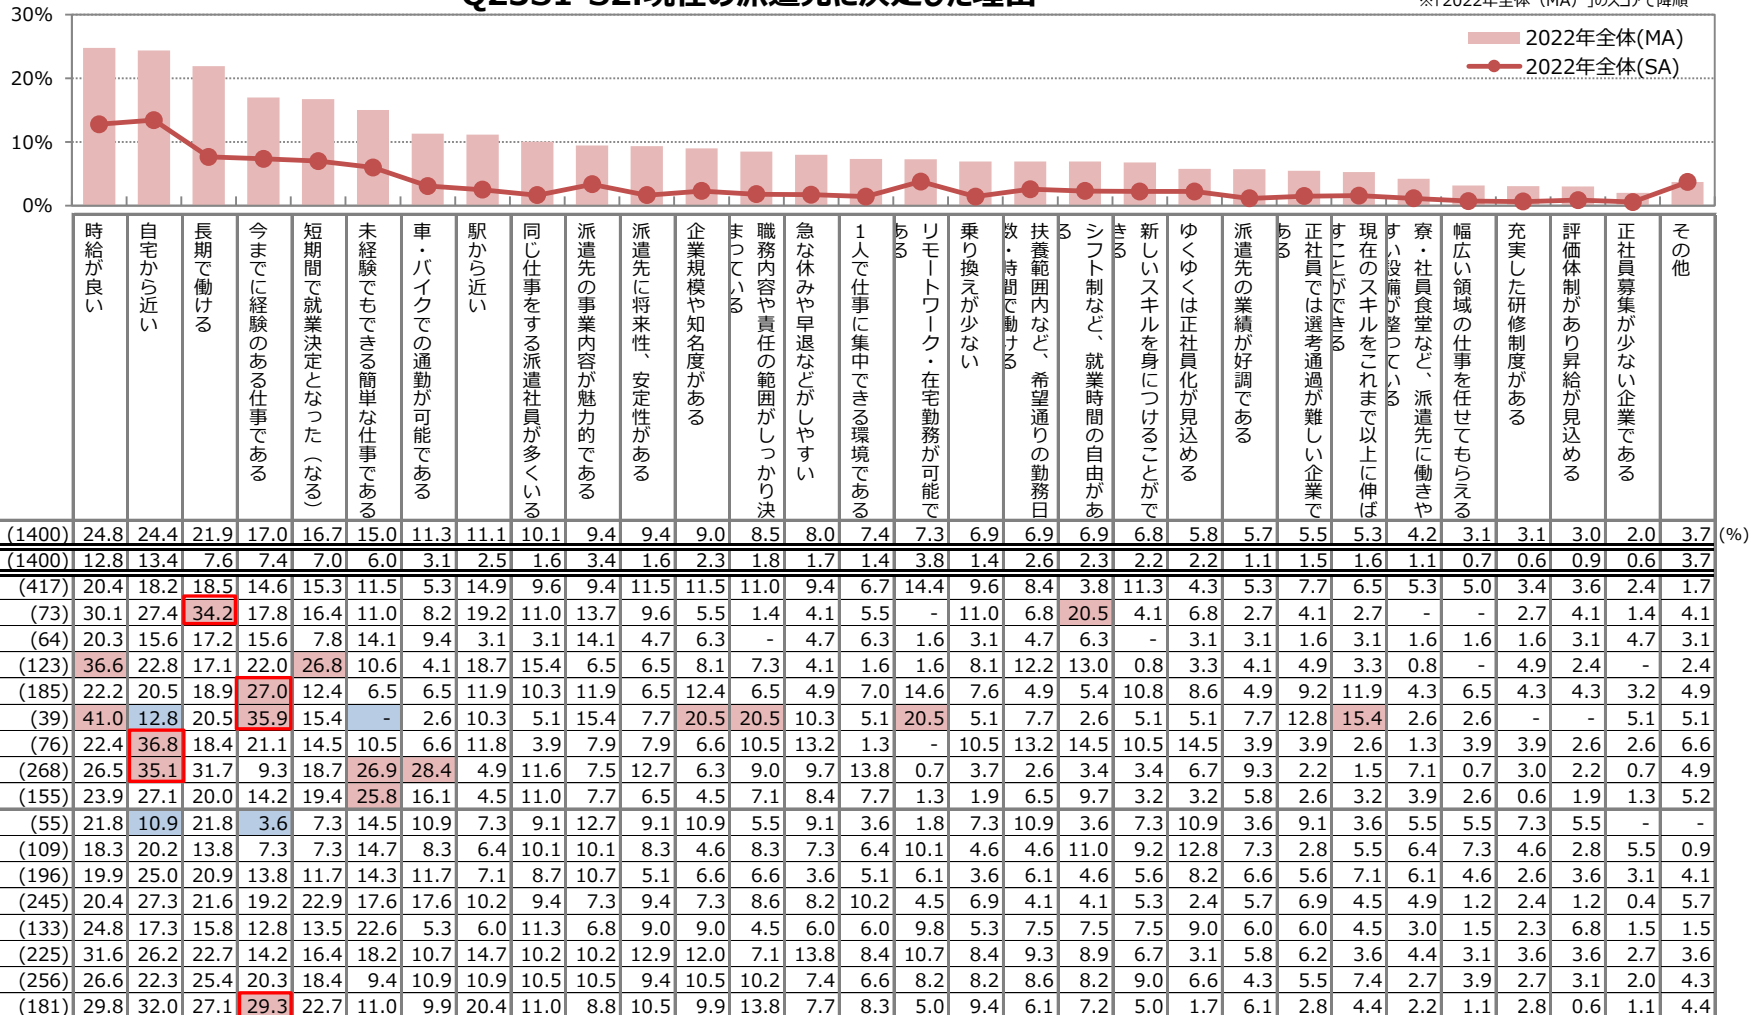 Q2SS1-S2.現在の派遣先に決定した理由
※「2022年全体（MA）」のスコアで降順
30%
20%
10%
0%
2022年全体(MA)
2022年全体(SA)
時給が良い
自宅から近い
長期で働ける
今までに経験のある仕事である
短期間で就業決定となった（なる）
未経験でもできる簡単な仕事である
車・バイクでの通勤が可能である
駅から近い
同じ仕事をする派遣社員が多くいる
派遣先の事業内容が魅力的である
派遣先に将来性、安定性がある
企業規模や知名度がある
職務内容や責任の範囲がしっかり決
まっている
急な休みや早退などがしやすい
１人で仕事に集中できる環境である
リモートワーク・在宅勤務が可能で
ある
乗り換えが少ない
扶養範囲内など、希望通りの勤務日
数・時間で働ける
シフト制など、就業時間の自由があ
る
新しいスキルを身につけることがで
きる
ゆくゆくは正社員化が見込める
派遣先の業績が好調である
正社員では選考通過が難しい企業で
ある
現在のスキルをこれまで以上に伸ば
すことができる
寮・社員食堂など、派遣先に働きや
すい設備が整っている
幅広い領域の仕事を任せてもらえる
充実した研修制度がある
評価体制があり昇給が見込める
正社員募集が少ない企業である
その他
(1400) 24.8 24.4 21.9 17.0 16.7 15.0 11.3 11.1 10.1 9.4 9.4 9.0 8.5 8.0 7.4 7.3 6.9 6.9 6.9 6.8 5.8 5.7 5.5 5.3 4.2 3.1 3.1 3.0 2.0 3.7 (%)
(1400) 12.8 13.4 7.6 7.4 7.0 6.0 3.1 2.5 1.6 3.4 1.6 2.3 1.8 1.7 1.4 3.8 1.4 2.6 2.3 2.2 2.2 1.1 1.5 1.6 1.1 0.7 0.6 0.9 0.6 3.7
(417) 20.4 18.2 18.5 14.6 15.3 11.5 5.3 14.9 9.6 9.4 11.5 11.5 11.0 9.4 6.7 14.4 9.6 8.4 3.8 11.3 4.3 5.3 7.7 6.5 5.3 5.0 3.4 3.6 2.4 1.7
(73) 30.1 27.4 34.2 17.8 16.4 11.0 8.2 19.2 11.0 13.7 9.6 5.5 1.4 4.1 5.5 - 11.0 6.8 20.5 4.1 6.8 2.7 4.1 2.7 - - 2.7 4.1 1.4 4.1
(64) 20.3 15.6 17.2 15.6 7.8 14.1 9.4 3.1 3.1 14.1 4.7 6.3 - 4.7 6.3 1.6 3.1 4.7 6.3 - 3.1 3.1 1.6 3.1 1.6 1.6 1.6 3.1 4.7 3.1
(123) 36.6 22.8 17.1 22.0 26.8 10.6 4.1 18.7 15.4 6.5 6.5 8.1 7.3 4.1 1.6 1.6 8.1 12.2 13.0 0.8 3.3 4.1 4.9 3.3 0.8 - 4.9 2.4 - 2.4
(185) 22.2 20.5 18.9 27.0 12.4 6.5 6.5 11.9 10.3 11.9 6.5 12.4 6.5 4.9 7.0 14.6 7.6 4.9 5.4 10.8 8.6 4.9 9.2 11.9 4.3 6.5 4.3 4.3 3.2 4.9
(39) 41.0 12.8 20.5 35.9 15.4 - 2.6 10.3 5.1 15.4 7.7 20.5 20.5 10.3 5.1 20.5 5.1 7.7 2.6 5.1 5.1 7.7 12.8 15.4 2.6 2.6 - - 5.1 5.1
(76) 22.4 36.8 18.4 21.1 14.5 10.5 6.6 11.8 3.9 7.9 7.9 6.6 10.5 13.2 1.3 - 10.5 13.2 14.5 10.5 14.5 3.9 3.9 2.6 1.3 3.9 3.9 2.6 2.6 6.6
(268) 26.5 35.1 31.7 9.3 18.7 26.9 28.4 4.9 11.6 7.5 12.7 6.3 9.0 9.7 13.8 0.7 3.7 2.6 3.4 3.4 6.7 9.3 2.2 1.5 7.1 0.7 3.0 2.2 0.7 4.9
(155) 23.9 27.1 20.0 14.2 19.4 25.8 16.1 4.5 11.0 7.7 6.5 4.5 7.1 8.4 7.7 1.3 1.9 6.5 9.7 3.2 3.2 5.8 2.6 3.2 3.9 2.6 0.6 1.9 1.3 5.2
(55) 21.8 10.9 21.8 3.6 7.3 14.5 10.9 7.3 9.1 12.7 9.1 10.9 5.5 9.1 3.6 1.8 7.3 10.9 3.6 7.3 10.9 3.6 9.1 3.6 5.5 5.5 7.3 5.5 - -
(109) 18.3 20.2 13.8 7.3 7.3 14.7 8.3 6.4 10.1 10.1 8.3 4.6 8.3 7.3 6.4 10.1 4.6 4.6 11.0 9.2 12.8 7.3 2.8 5.5 6.4 7.3 4.6 2.8 5.5 0.9
(196) 19.9 25.0 20.9 13.8 11.7 14.3 11.7 7.1 8.7 10.7 5.1 6.6 6.6 3.6 5.1 6.1 3.6 6.1 4.6 5.6 8.2 6.6 5.6 7.1 6.1 4.6 2.6 3.6 3.1 4.1
(245) 20.4 27.3 21.6 19.2 22.9 17.6 17.6 10.2 9.4 7.3 9.4 7.3 8.6 8.2 10.2 4.5 6.9 4.1 4.1 5.3 2.4 5.7 6.9 4.5 4.9 1.2 2.4 1.2 0.4 5.7
(133) 24.8 17.3 15.8 12.8 13.5 22.6 5.3 6.0 11.3 6.8 9.0 9.0 4.5 6.0 6.0 9.8 5.3 7.5 7.5 7.5 9.0 6.0 6.0 4.5 3.0 1.5 2.3 6.8 1.5 1.5
(225) 31.6 26.2 22.7 14.2 16.4 18.2 10.7 14.7 10.2 10.2 12.9 12.0 7.1 13.8 8.4 10.7 8.4 9.3 8.9 6.7 3.1 5.8 6.2 3.6 4.4 3.1 3.6 3.6 2.7 3.6
(256) 26.6 22.3 25.4 20.3 18.4 9.4 10.9 10.9 10.5 10.5 9.4 10.5 10.2 7.4 6.6 8.2 8.2 8.6 8.2 9.0 6.6 4.3 5.5 7.4 2.7 3.9 2.7 3.1 2.0 4.3
(181) 29.8 32.0 27.1 29.3 22.7 11.0 9.9 20.4 11.0 8.8 10.5 9.9 13.8 7.7 8.3 5.0 9.4 6.1 7.2 5.0 1.7 6.1 2.8 4.4 2.2 1.1 2.8 0.6 1.1 4.4